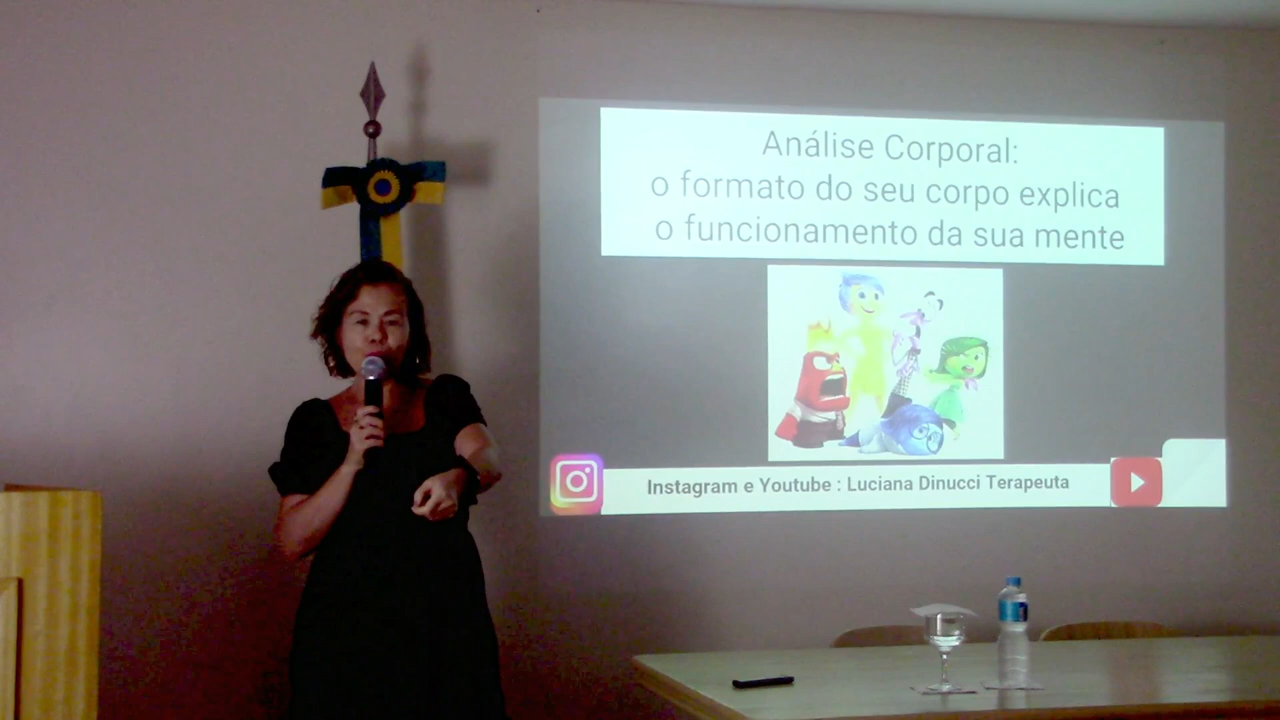 Análise Corporal:
o formato do seu corpo explica
o funcionamento da sua mente
Instagram e Youtube : Luciana Dinucci Terapeuta